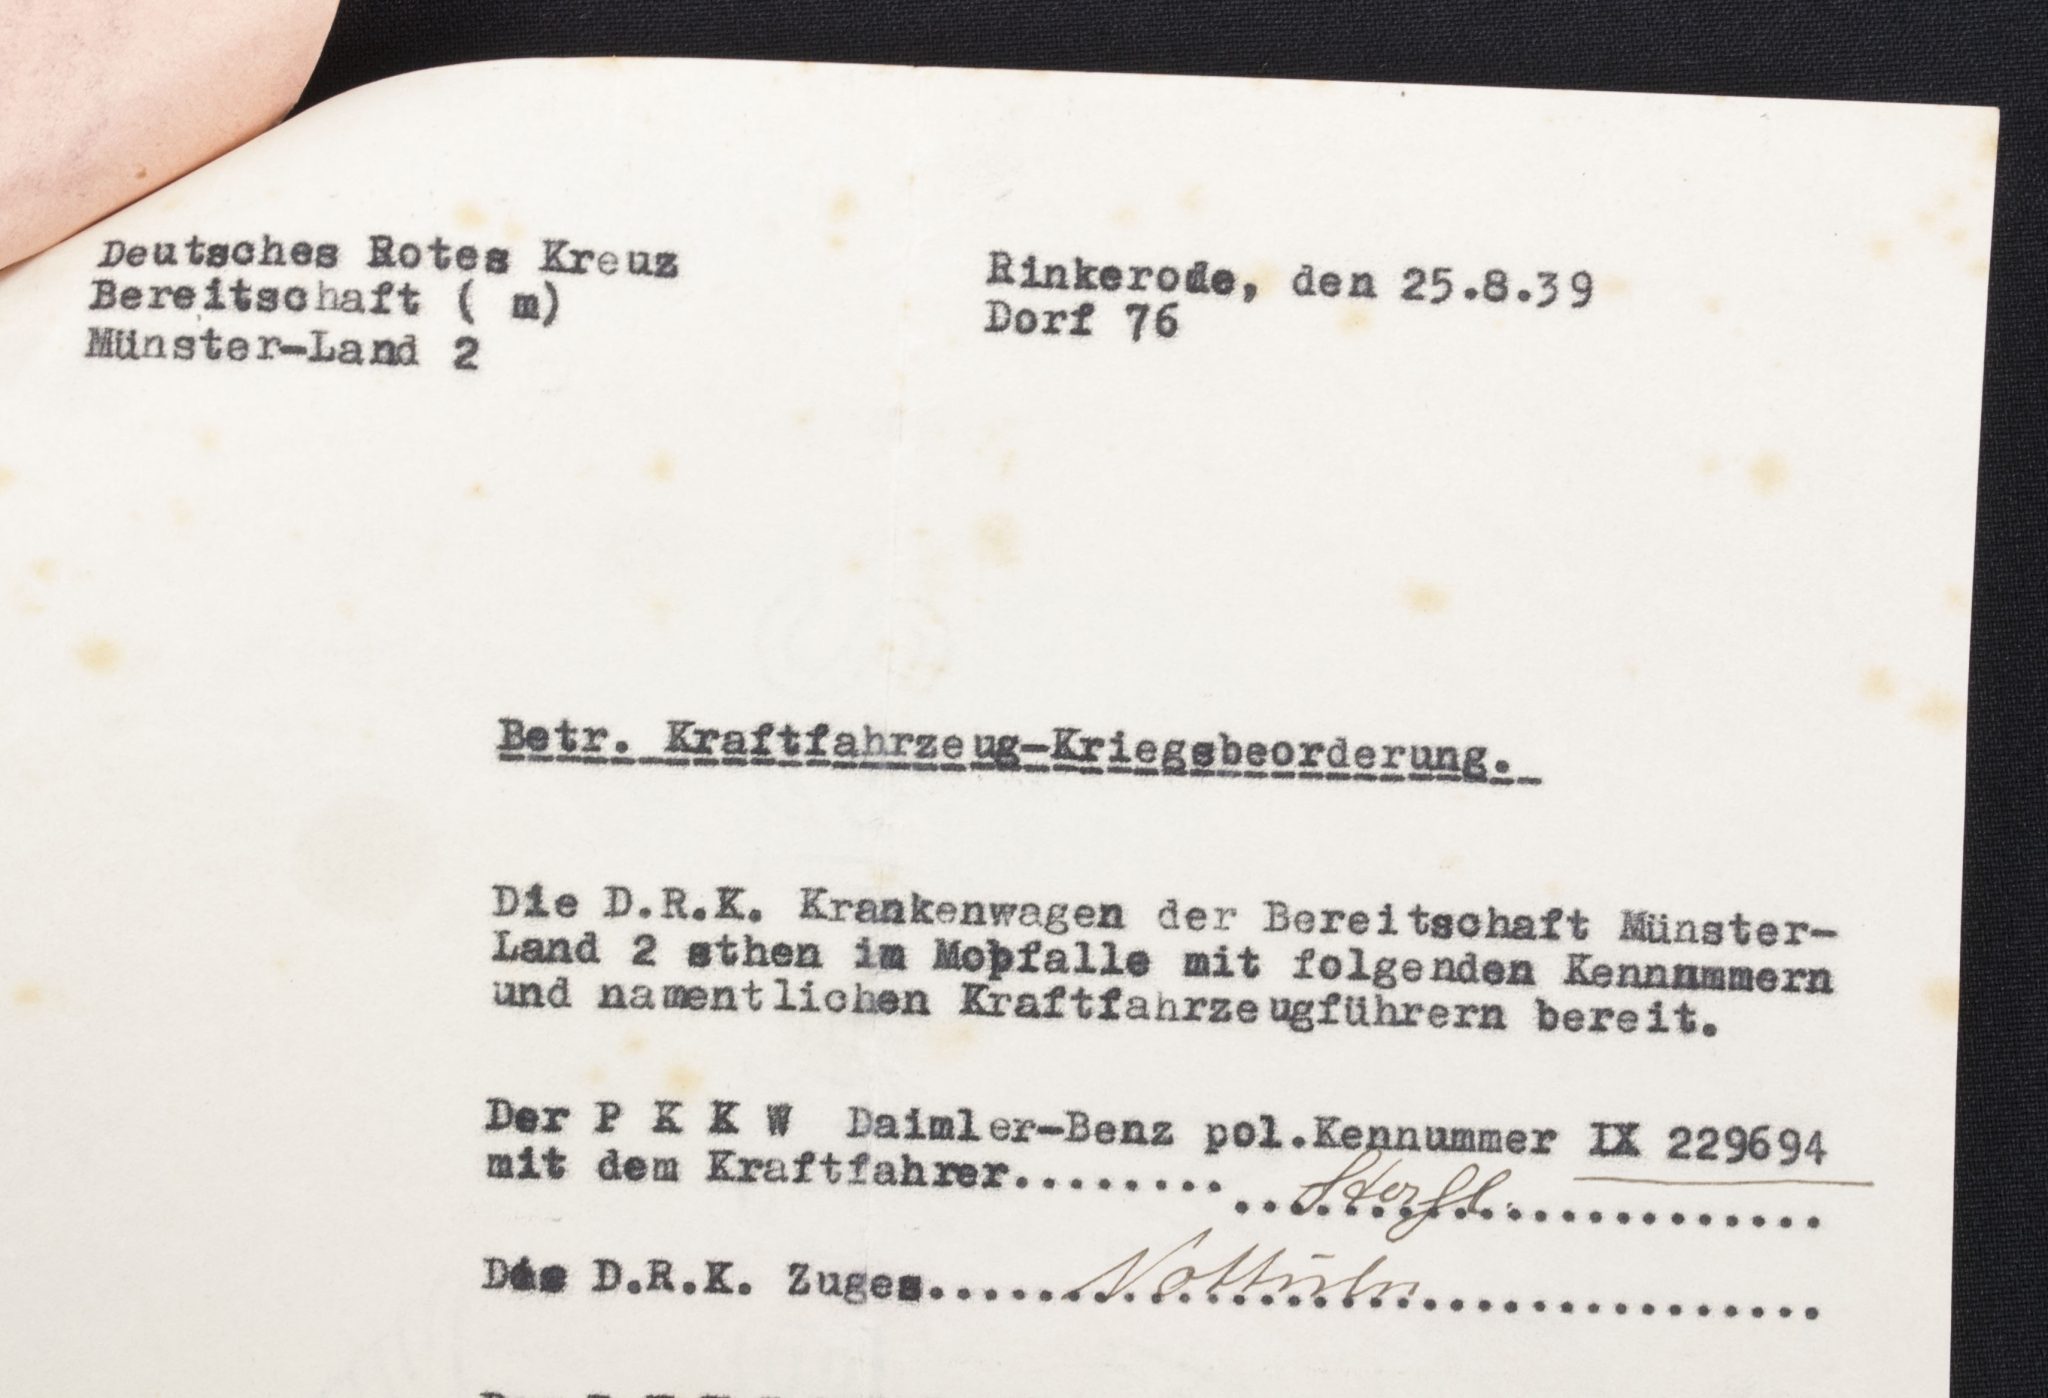 Deutsches Rotes Kreuz
Bereitschaft ( m)
Münster-Land 2
Rinkerode, den 25.8.39
Dorf 76
Betr. Kraftfahrzeug-Kriegsbeorderung.
Die D.R.K. Krankenwagen der Bereitschaft Münster-
Land 2 sthen im Mobfalle mit folgenden Kennnummern
und namentlichen Kraftfahrzeugführern bereit.
Der P K K W Daimler-Benz pol.Kennummer IX 229694
mit dem Kraftfahrer..........
Des D.R.K. Zuges..... Nottuln